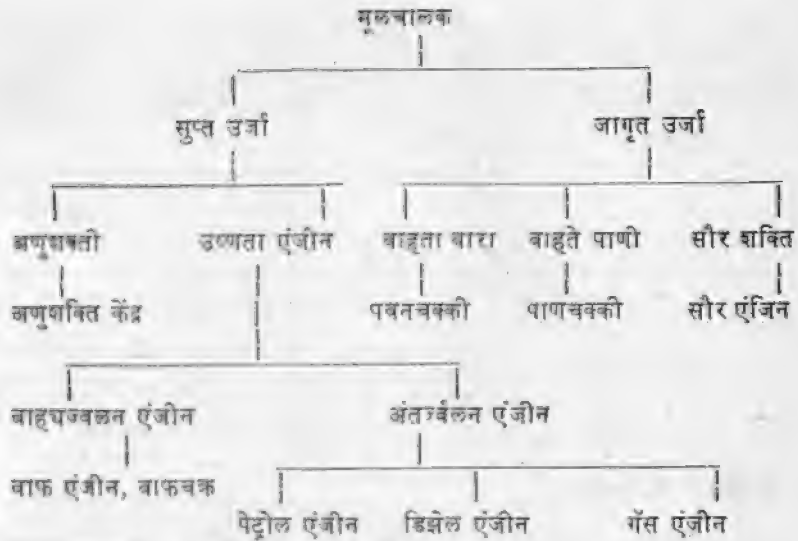 मूलचालक
सुप्त उर्जा जागृत उर्जा
अणुशक्ती उष्णता एंजीन वाहता वारा वाहते पाणी सौर शक्ति
अणुशक्ति केंद्र पवनचक्की पाणचक्की सौर एंजिन
बाह्यज्वलन एंजीन अंतर्ज्वलन एंजीन
वाफ एंजीन, वाफचक्र
पेट्रोल एंजीन डिझेल एंजीन गॅस एंजीन